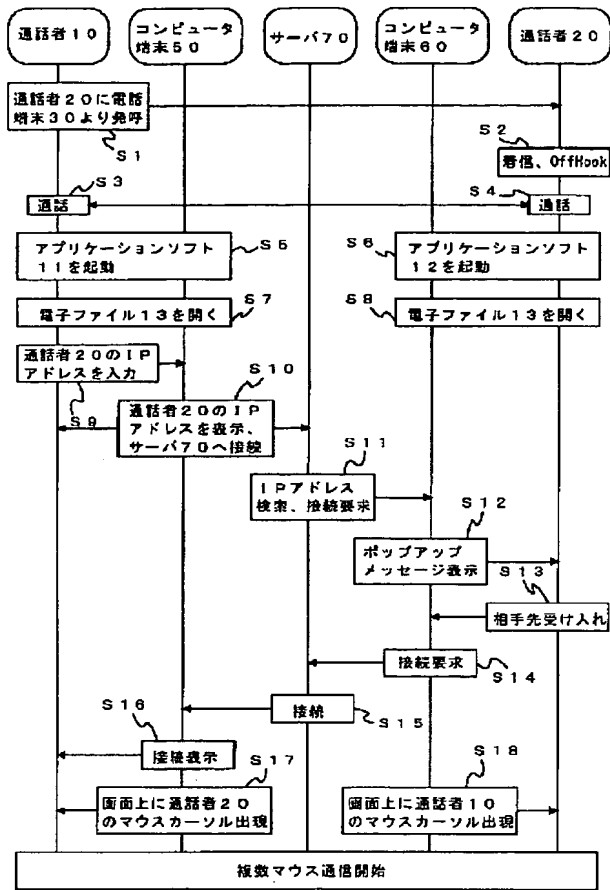 通話者10
コンピュータ
端末50
サーバ70
コンピュータ
端末60
通話者20
通話者20に電話
端末30より発呼
S1
S2
着信、OffHook
S3
通話
S4
通話
アプリケーションソフト
11を起動
S5
S6
アプリケーションソフト
12を起動
電子ファイル13を開く
S7
S8
電子ファイル13を開く
通話者20のIP
アドレスを入力
S9
S10
通話者20のIP
アドレスを表示、
サーバ70へ接続
S11
IPアドレス
検索、接続要求
S12
ポップアップ
メッセージ表示
S13
相手先受け入れ
接続要求
S14
接続
S15
S16
接続表示
S17
画面上に通話者20
のマウスカーソル出現
S18
画面上に通話者10
のマウスカーソル出現
複数マウス通信開始